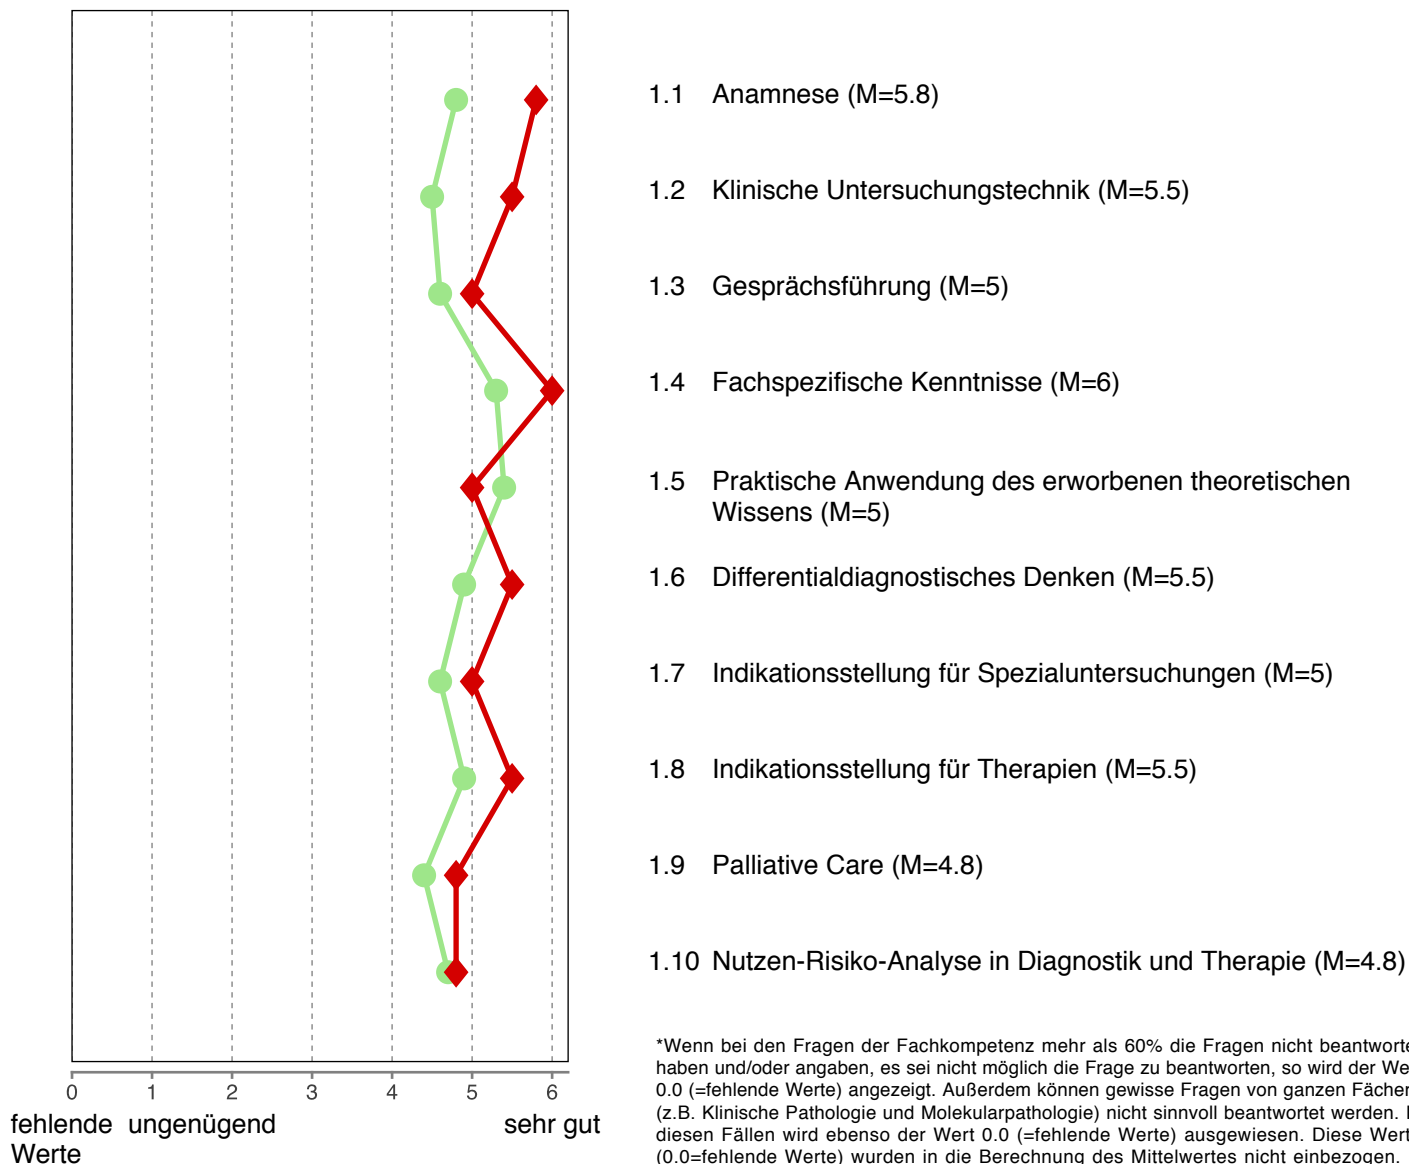 1.1 Anamnese (M=5.8)
1.2 Klinische Untersuchungstechnik (M=5.5)
1.3 Gesprächsführung (M=5)
1.4 Fachspezifische Kenntnisse (M=6)
1.5 Praktische Anwendung des erworbenen theoretischen
Wissens (M=5)
1.6 Differentialdiagnostisches Denken (M=5.5)
1.7 Indikationsstellung für Spezialuntersuchungen (M=5)
1.8 Indikationsstellung für Therapien (M=5.5)
1.9 Palliative Care (M=4.8)
1.10 Nutzen-Risiko-Analyse in Diagnostik und Therapie (M=4.8)
0 1 2 3 4 5 6
fehlende ungenügend sehr gut
Werte
*Wenn bei den Fragen der Fachkompetenz mehr als 60% die Fragen nicht
haben und/oder angaben, es sei nicht möglich die Frage zu beantworten, so wird der
0.0 (=fehlende Werte) angezeigt. Außerdem können gewisse Fragen von ganzen
(z.B. Klinische Pathologie und Molekularpathologie) nicht sinnvoll beantwortet werden.
diesen Fällen wird ebenso der Wert 0.0 (=fehlende Werte) ausgewiesen. Diese
(0.0=fehlende Werte) wurden in die Berechnung des Mittelwertes nicht einbezogen.